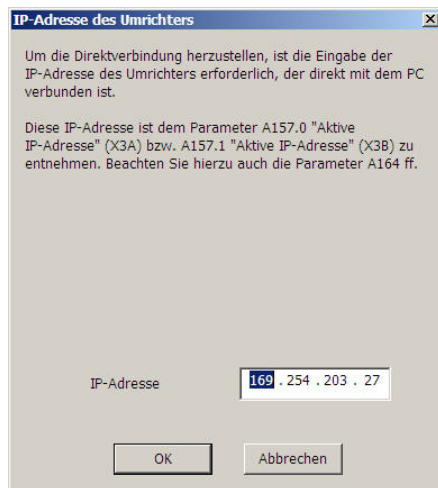 IP-Adresse des Umrichters
Um die Direktverbindung herzustellen, ist die Eingabe der
IP-Adresse des Umrichters erforderlich, der direkt mit dem PC
verbunden ist.
Diese IP-Adresse ist dem Parameter A157.0 "Aktive
IP-Adresse" (X3A) bzw. A157.1 "Aktive IP-Adresse" (X3B) zu
entnehmen. Beachten Sie hierzu auch die Parameter A164 ff.
IP-Adresse 169 . 254 . 203 . 27
OK Abbrechen